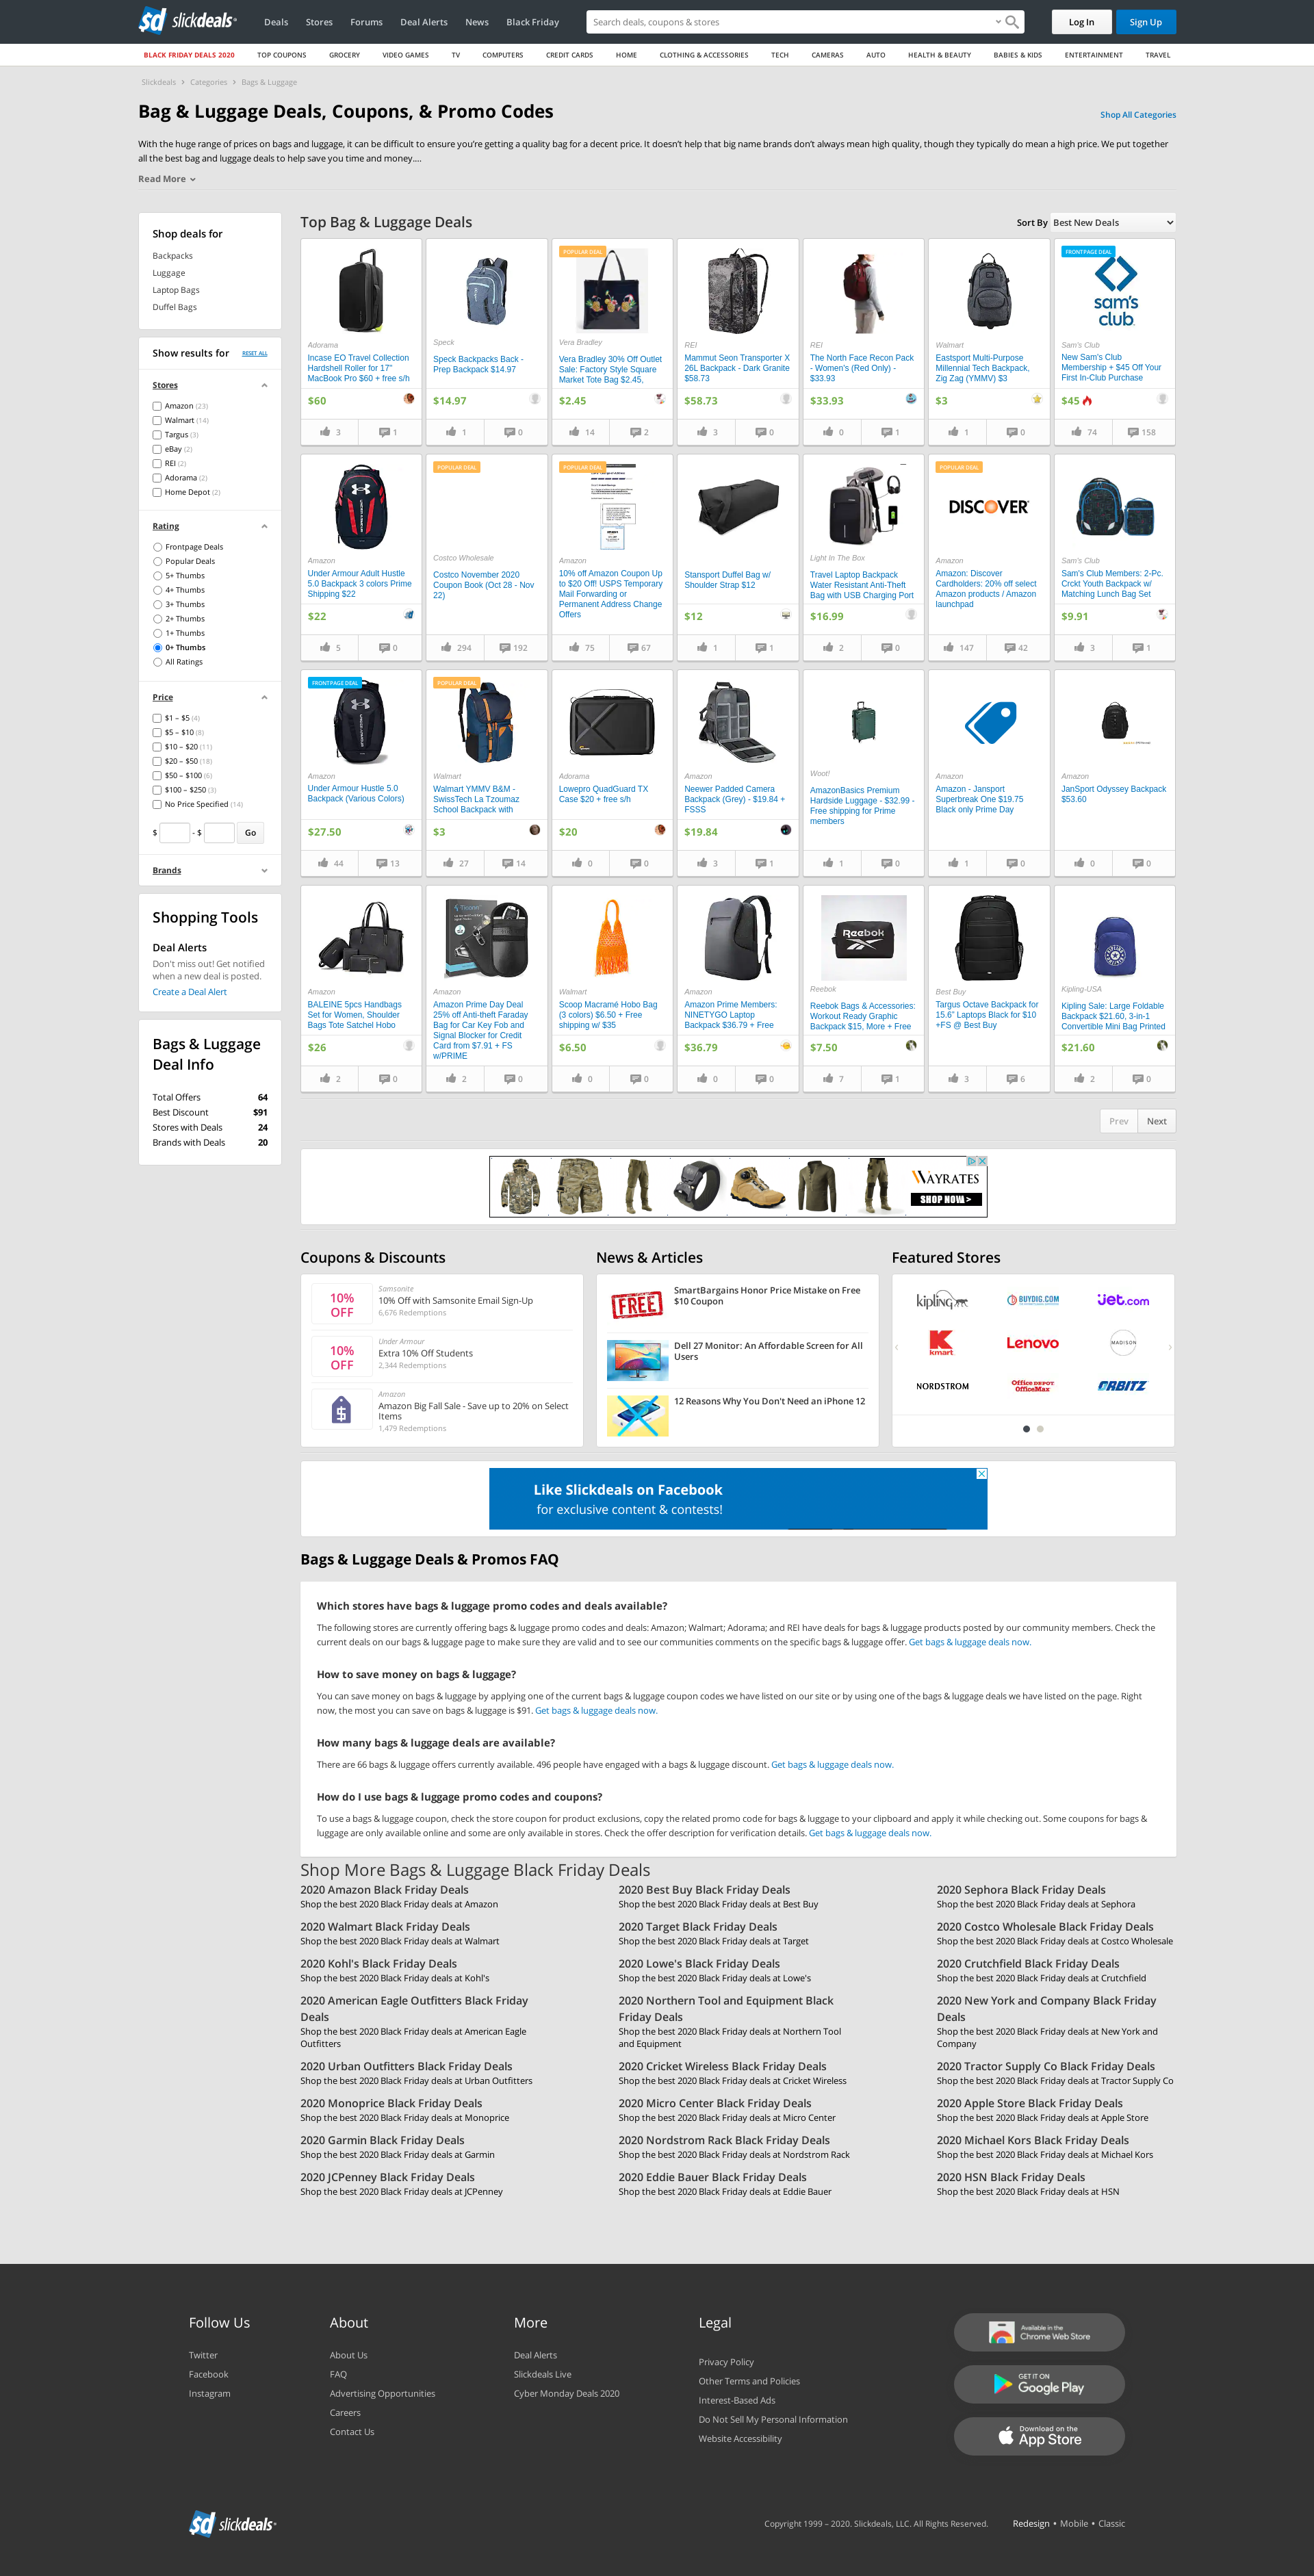 slickdeals
Deals Stores Forums Deal Alerts News Black Friday
Search deals, coupons & stores
Log In Sign Up
BLACK FRIDAY DEALS 2020 TOP COUPONS GROCERY VIDEO GAMES TV COMPUTERS CREDIT CARDS HOME CLOTHING & ACCESSORIES TECH CAMERAS AUTO HEALTH & BEAUTY BABIES & KIDS ENTERTAINMENT TRAVEL
Slickdeals > Categories > Bags & Luggage
Bag & Luggage Deals, Coupons, & Promo Codes
Shop All Categories
With the huge range of prices on bags and luggage, it can be difficult to ensure you’re getting a quality bag for a decent price. It doesn’t help that big name brands don’t always mean high quality, though they typically do mean a high price. We put together
all the best bag and luggage deals to help save you time and money....
Read More
Shop deals for
Backpacks
Luggage
Laptop Bags
Duffel Bags
Show results for RESET ALL
Stores
Amazon (23)
Walmart (14)
Targus (3)
eBay (2)
REI (2)
Adorama (2)
Home Depot (2)
Rating
Frontpage Deals
Popular Deals
5+ Thumbs
4+ Thumbs
3+ Thumbs
2+ Thumbs
1+ Thumbs
0+ Thumbs
All Ratings
Price
$1 – $5 (4)
$5 – $10 (8)
$10 – $20 (11)
$20 – $50 (18)
$50 – $100 (6)
$100 – $250 (3)
No Price Specified (14)
$ - $ Go
Brands
Shopping Tools
Deal Alerts
Don't miss out! Get notified
when a new deal is posted.
Create a Deal Alert
Bags & Luggage
Deal Info
Total Offers 64
Best Discount $91
Stores with Deals 24
Brands with Deals 20
Top Bag & Luggage Deals
Sort By Best New Deals
Adorama
Incase EO Travel Collection
Hardshell Roller for 17"
MacBook Pro $60 + free s/h
$60
3 1
Speck
Speck Backpacks Back -
Prep Backpack $14.97
$14.97
1 0
POPULAR DEAL
Vera Bradley
Vera Bradley 30% Off Outlet
Sale: Factory Style Square
Market Tote Bag $2.45,
$2.45
14 2
REI
Mammut Seon Transporter X
26L Backpack - Dark Granite
$58.73
$58.73
3 0
REI
The North Face Recon Pack
- Women's (Red Only) -
$33.93
$33.93
0 1
Walmart
Eastsport Multi-Purpose
Millennial Tech Backpack,
Zig Zag (YMMV) $3
$3
1 0
FRONTPAGE DEAL
sam's club
Sam's Club
New Sam's Club
Membership + $45 Off Your
First In-Club Purchase
$45
74 158
Amazon
Under Armour Adult Hustle
5.0 Backpack 3 colors Prime
Shipping $22
$22
5 0
POPULAR DEAL
Costco Wholesale
Costco November 2020
Coupon Book (Oct 28 - Nov
22)
294 192
POPULAR DEAL
Amazon
10% off Amazon Coupon Up
to $20 Off! USPS Temporary
Mail Forwarding or
Permanent Address Change
Offers
75 67
Stansport Duffel Bag w/
Shoulder Strap $12
$12
1 1
Light In The Box
Travel Laptop Backpack
Water Resistant Anti-Theft
Bag with USB Charging Port
$16.99
2 0
POPULAR DEAL
DISCOVER
Amazon
Amazon: Discover
Cardholders: 20% off select
Amazon products / Amazon
launchpad
147 42
Sam's Club
Sam's Club Members: 2-Pc.
Crckt Youth Backpack w/
Matching Lunch Bag Set
$9.91
3 1
FRONTPAGE DEAL
Amazon
Under Armour Hustle 5.0
Backpack (Various Colors)
$27.50
44 13
POPULAR DEAL
Walmart
Walmart YMMV B&M -
SwissTech La Tzoumaz
School Backpack with
$3
27 14
Adorama
Lowepro QuadGuard TX
Case $20 + free s/h
$20
0 0
Amazon
Neewer Padded Camera
Backpack (Grey) - $19.84 +
FSSS
$19.84
3 1
Woot!
AmazonBasics Premium
Hardside Luggage - $32.99 -
Free shipping for Prime
members
1 0
Amazon
Amazon - Jansport
Superbreak One $19.75
Black only Prime Day
1 0
Amazon
JanSport Odyssey Backpack
$53.60
0 0
Amazon
BALEINE 5pcs Handbags
Set for Women, Shoulder
Bags Tote Satchel Hobo
$26
2 0
Amazon
Amazon Prime Day Deal
25% off Anti-theft Faraday
Bag for Car Key Fob and
Signal Blocker for Credit
Card from $7.91 + FS
w/PRIME
2 0
Walmart
Scoop Macramé Hobo Bag
(3 colors) $6.50 + Free
shipping w/ $35
$6.50
0 0
Amazon
Amazon Prime Members:
NINETYGO Laptop
Backpack $36.79 + Free
$36.79
0 0
Reebok
Reebok
Reebok Bags & Accessories:
Workout Ready Graphic
Backpack $15, More + Free
$7.50
7 1
Best Buy
Targus Octave Backpack for
15.6" Laptops Black for $10
+FS @ Best Buy
3 6
Kipling-USA
Kipling Sale: Large Foldable
Backpack $21.60, 3-in-1
Convertible Mini Bag Printed
$21.60
2 0
Prev Next
WAYRATES
SHOP NOW >
Coupons & Discounts
10% OFF
Samsonite
10% Off with Samsonite Email Sign-Up
6,676 Redemptions
10% OFF
Under Armour
Extra 10% Off Students
2,344 Redemptions
Amazon
Amazon Big Fall Sale - Save up to 20% on Select
Items
1,479 Redemptions
News & Articles
FREE
SmartBargains Honor Price Mistake on Free
$10 Coupon
Dell 27 Monitor: An Affordable Screen for All
Users
12 Reasons Why You Don't Need an iPhone 12
Featured Stores
kipling BUYDIG.COM jet.com
kmart Lenovo MADISON
NORDSTROM Office DEPOT OfficeMax ORBITZ
Like Slickdeals on Facebook
for exclusive content & contests!
Bags & Luggage Deals & Promos FAQ
Which stores have bags & luggage promo codes and deals available?
The following stores are currently offering bags & luggage promo codes and deals: Amazon; Walmart; Adorama; and REI have deals for bags & luggage products posted by our community members. Check the
current deals on our bags & luggage page to make sure they are valid and to see our communities comments on the specific bags & luggage offer. Get bags & luggage deals now.
How to save money on bags & luggage?
You can save money on bags & luggage by applying one of the current bags & luggage coupon codes we have listed on our site or by using one of the bags & luggage deals we have listed on the page. Right
now, the most you can save on bags & luggage is $91. Get bags & luggage deals now.
How many bags & luggage deals are available?
There are 66 bags & luggage offers currently available. 496 people have engaged with a bags & luggage discount. Get bags & luggage deals now.
How do I use bags & luggage promo codes and coupons?
To use a bags & luggage coupon, check the store coupon for product exclusions, copy the related promo code for bags & luggage to your clipboard and apply it while checking out. Some coupons for bags &
luggage are only available online and some are only available in stores. Check the offer description for verification details. Get bags & luggage deals now.
Shop More Bags & Luggage Black Friday Deals
2020 Amazon Black Friday Deals
Shop the best 2020 Black Friday deals at Amazon
2020 Walmart Black Friday Deals
Shop the best 2020 Black Friday deals at Walmart
2020 Kohl's Black Friday Deals
Shop the best 2020 Black Friday deals at Kohl's
2020 American Eagle Outfitters Black Friday
Deals
Shop the best 2020 Black Friday deals at American Eagle
Outfitters
2020 Urban Outfitters Black Friday Deals
Shop the best 2020 Black Friday deals at Urban Outfitters
2020 Monoprice Black Friday Deals
Shop the best 2020 Black Friday deals at Monoprice
2020 Garmin Black Friday Deals
Shop the best 2020 Black Friday deals at Garmin
2020 JCPenney Black Friday Deals
Shop the best 2020 Black Friday deals at JCPenney
2020 Best Buy Black Friday Deals
Shop the best 2020 Black Friday deals at Best Buy
2020 Target Black Friday Deals
Shop the best 2020 Black Friday deals at Target
2020 Lowe's Black Friday Deals
Shop the best 2020 Black Friday deals at Lowe's
2020 Northern Tool and Equipment Black
Friday Deals
Shop the best 2020 Black Friday deals at Northern Tool
and Equipment
2020 Cricket Wireless Black Friday Deals
Shop the best 2020 Black Friday deals at Cricket Wireless
2020 Micro Center Black Friday Deals
Shop the best 2020 Black Friday deals at Micro Center
2020 Nordstrom Rack Black Friday Deals
Shop the best 2020 Black Friday deals at Nordstrom Rack
2020 Eddie Bauer Black Friday Deals
Shop the best 2020 Black Friday deals at Eddie Bauer
2020 Sephora Black Friday Deals
Shop the best 2020 Black Friday deals at Sephora
2020 Costco Wholesale Black Friday Deals
Shop the best 2020 Black Friday deals at Costco Wholesale
2020 Crutchfield Black Friday Deals
Shop the best 2020 Black Friday deals at Crutchfield
2020 New York and Company Black Friday
Deals
Shop the best 2020 Black Friday deals at New York and
Company
2020 Tractor Supply Co Black Friday Deals
Shop the best 2020 Black Friday deals at Tractor Supply Co
2020 Apple Store Black Friday Deals
Shop the best 2020 Black Friday deals at Apple Store
2020 Michael Kors Black Friday Deals
Shop the best 2020 Black Friday deals at Michael Kors
2020 HSN Black Friday Deals
Shop the best 2020 Black Friday deals at HSN
Follow Us
Twitter
Facebook
Instagram
About
About Us
FAQ
Advertising Opportunities
Careers
Contact Us
More
Deal Alerts
Slickdeals Live
Cyber Monday Deals 2020
Legal
Privacy Policy
Other Terms and Policies
Interest-Based Ads
Do Not Sell My Personal Information
Website Accessibility
Available in the
Chrome Web Store
GET IT ON
Google Play
Download on the
App Store
slickdeals
Copyright 1999 – 2020. Slickdeals, LLC. All Rights Reserved. Redesign • Mobile • Classic